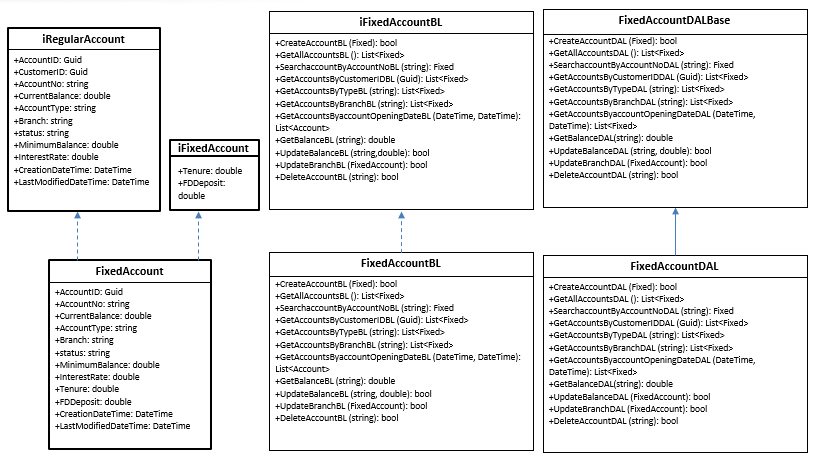 iRegularAccount
+AccountID: Guid
+CustomerID: Guid
+AccountNo: string
+CurrentBalance: double
+AccountType: string
+Branch: string
+status: string
+MinimumBalance: double
+InterestRate: double
+CreationDateTime: DateTime
+LastModifiedDateTime: DateTime
iFixedAccount
+Tenure: double
+FDDeposit:
double
iFixedAccountBL
+CreateAccountBL (Fixed): bool
+GetAllAccountsBL (): List<Fixed>
+SearchaccountByAccountNoBL (string): Fixed
+GetAccountsByCustomerIDBL (Guid): List<Fixed>
+GetAccountsByTypeBL (string): List<Fixed>
+GetAccountsByBranchBL (string): List<Fixed>
+GetAccountsByaccountOpeningDateBL (DateTime, DateTime):
List<Account>
+GetBalanceBL (string): double
+UpdateBalanceBL (string,double): bool
+UpdateBranchBL (FixedAccount): bool
+DeleteAccountBL (string): bool
FixedAccountDALBase
+CreateAccountDAL (Fixed): bool
+GetAllAccountsDAL (): List<Fixed>
+SearchaccountByAccountNoDAL (string): Fixed
+GetAccountsByCustomerIDDAL (Guid): List<Fixed>
+GetAccountsByTypeDAL (string): List<Fixed>
+GetAccountsByBranchDAL (string): List<Fixed>
+GetAccountsByaccountOpeningDateDAL (DateTime,
DateTime): List<Fixed>
+GetBalanceDAL(string): double
+UpdateBalanceDAL (string, double): bool
+UpdateBranchDAL (FixedAccount): bool
+DeleteAccountDAL (string): bool
FixedAccount
+AccountID: Guid
+AccountNo: string
+CurrentBalance: double
+AccountType: string
+Branch: string
+status: string
+MinimumBalance: double
+InterestRate: double
+Tenure: double
+FDDeposit: double
+CreationDateTime: DateTime
+LastModifiedDateTime: DateTime
FixedAccountBL
+CreateAccountBL (Fixed): bool
+GetAllAccountsBL (): List<Fixed>
+SearchaccountByAccountNoBL (string): Fixed
+GetAccountsByCustomerIDBL (Guid): List<Fixed>
+GetAccountsByTypeBL (string): List<Fixed>
+GetAccountsByBranchBL (string): List<Fixed>
+GetAccountsByaccountOpeningDateBL (DateTime, DateTime):
List<Account>
+GetBalanceBL (string): double
+UpdateBalanceBL (string, double): bool
+UpdateBranchBL (FixedAccount): bool
+DeleteAccountBL (string): bool
FixedAccountDAL
+CreateAccountDAL (Fixed): bool
+GetAllAccountsDAL (): List<Fixed>
+SearchaccountByAccountNoDAL (string): Fixed
+GetAccountsByCustomerIDDAL (Guid): List<Fixed>
+GetAccountsByTypeDAL (string): List<Fixed>
+GetAccountsByBranchDAL (string): List<Fixed>
+GetAccountsByaccountOpeningDateDAL (DateTime,
DateTime): List<Fixed>
+GetBalanceDAL(string): double
+UpdateBalanceDAL (FixedAccount): bool
+UpdateBranchDAL (FixedAccount): bool
+DeleteAccountDAL (string): bool